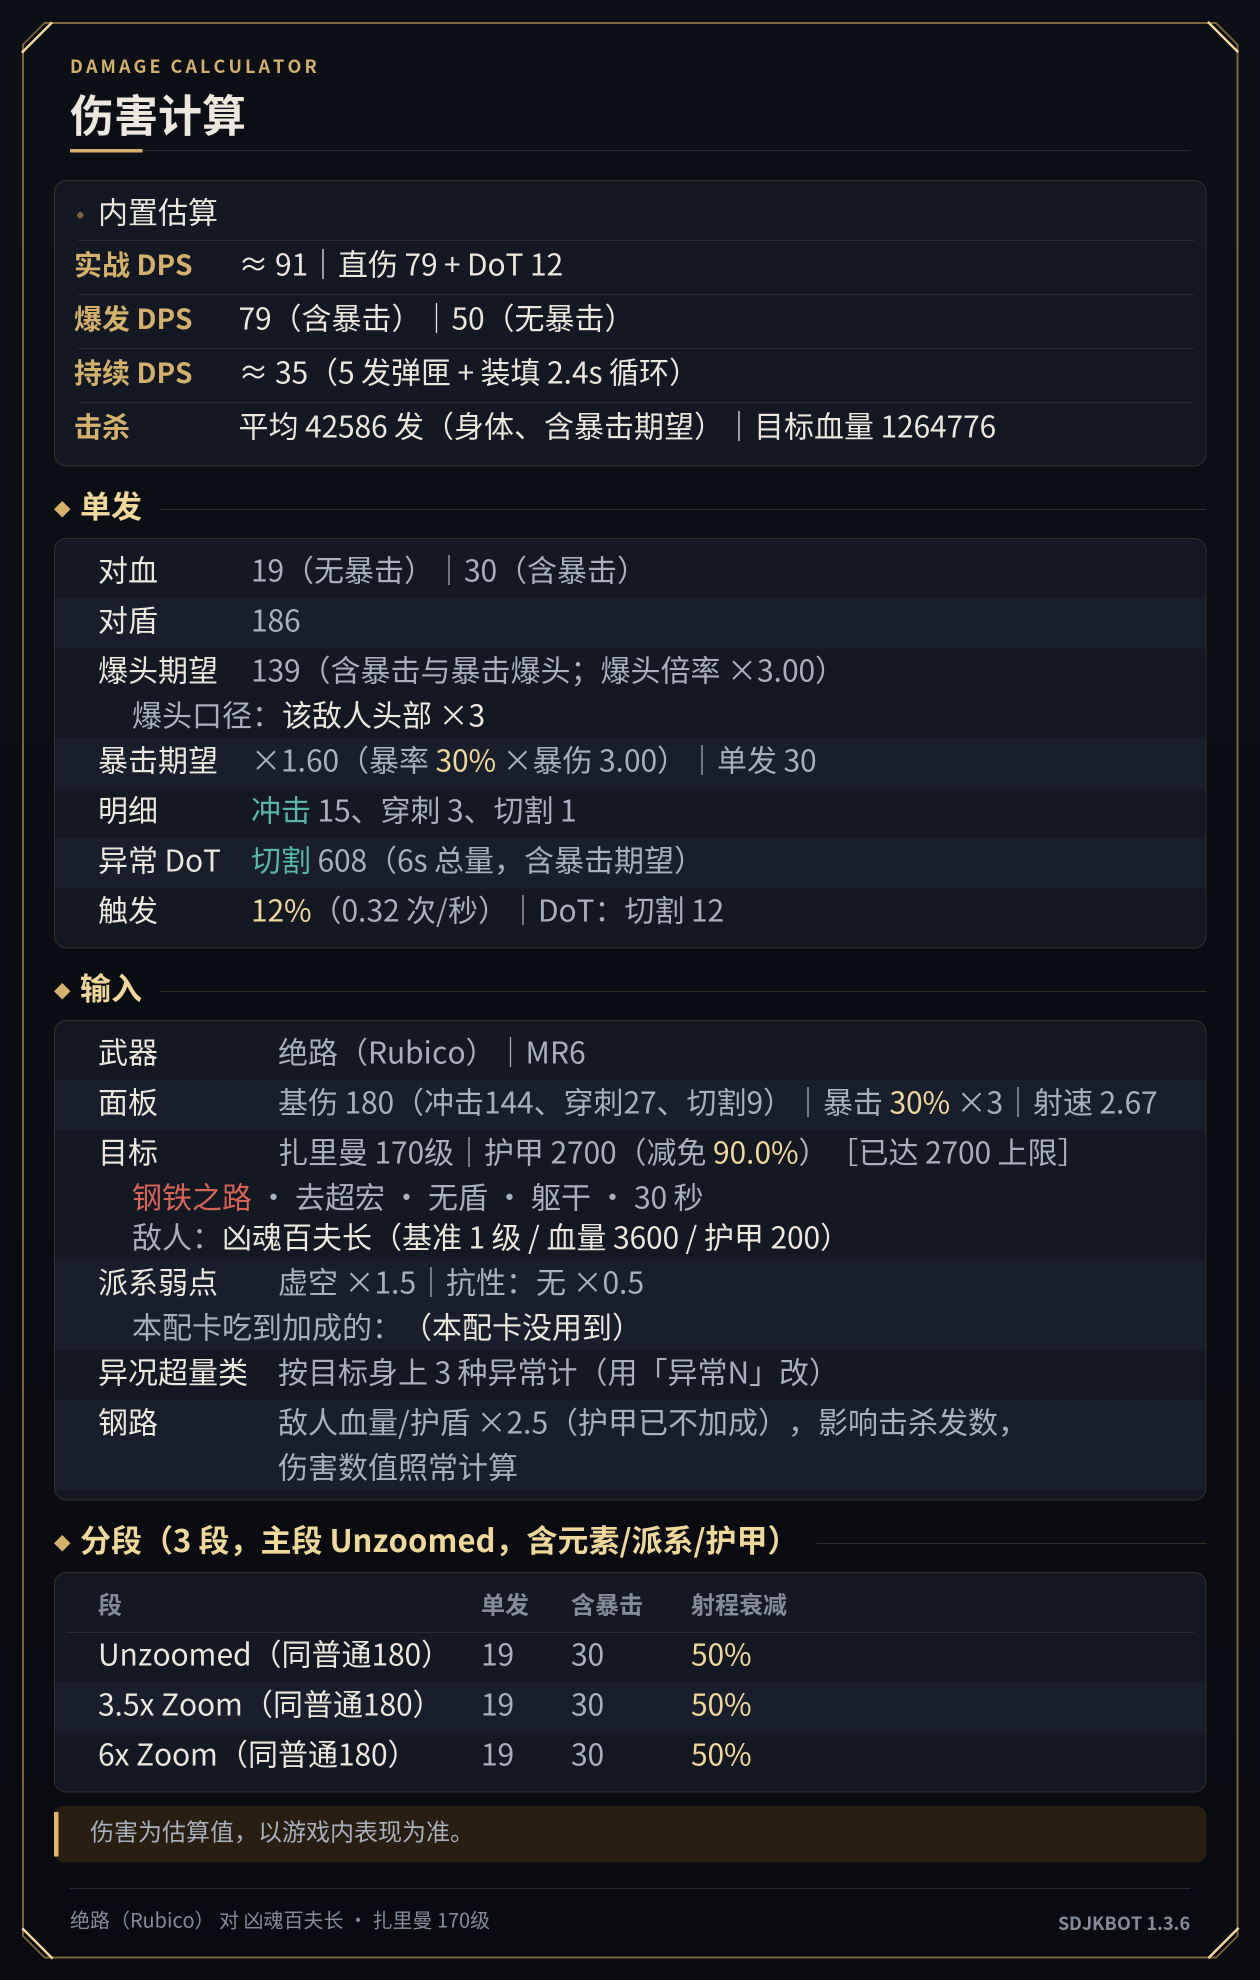 DAMAGE CALCULATOR
伤害计算
• 内置估算
实战 DPS ≈ 91｜直伤 79 + DoT 12
爆发 DPS 79（含暴击）｜50（无暴击）
持续 DPS ≈ 35（5 发弹匣 + 装填 2.4s 循环）
击杀 平均 42586 发（身体、含暴击期望）｜目标血量 1264776
◆ 单发
对血 19（无暴击）｜30（含暴击）
对盾 186
爆头期望 139（含暴击与暴击爆头；爆头倍率 ×3.00）
爆头口径：该敌人头部 ×3
暴击期望 ×1.60（暴率 30% ×暴伤 3.00）｜单发 30
明细 冲击 15、穿刺 3、切割 1
异常 DoT 切割 608（6s 总量，含暴击期望）
触发 12%（0.32 次/秒）｜DoT：切割 12
◆ 输入
武器 绝路（Rubico）｜MR6
面板 基伤 180（冲击144、穿刺27、切割9）｜暴击 30% ×3｜射速 2.67
目标 扎里曼 170级｜护甲 2700（减免 90.0%）［已达 2700 上限］
钢铁之路 · 去超宏 · 无盾 · 躯干 · 30 秒
敌人：凶魂百夫长（基准 1 级 / 血量 3600 / 护甲 200）
派系弱点 虚空 ×1.5｜抗性：无 ×0.5
本配卡吃到加成的：（本配卡没用到）
异况超量类 按目标身上 3 种异常计（用「异常N」改）
钢路 敌人血量/护盾 ×2.5（护甲已不加成），影响击杀发数，
伤害数值照常计算
◆ 分段（3 段，主段 Unzoomed，含元素/派系/护甲）
段 单发 含暴击 射程衰减
Unzoomed（同普通180） 19 30 50%
3.5x Zoom（同普通180） 19 30 50%
6x Zoom（同普通180） 19 30 50%
伤害为估算值，以游戏内表现为准。
绝路（Rubico） 对 凶魂百夫长 · 扎里曼 170级
SDJKBOT 1.3.6